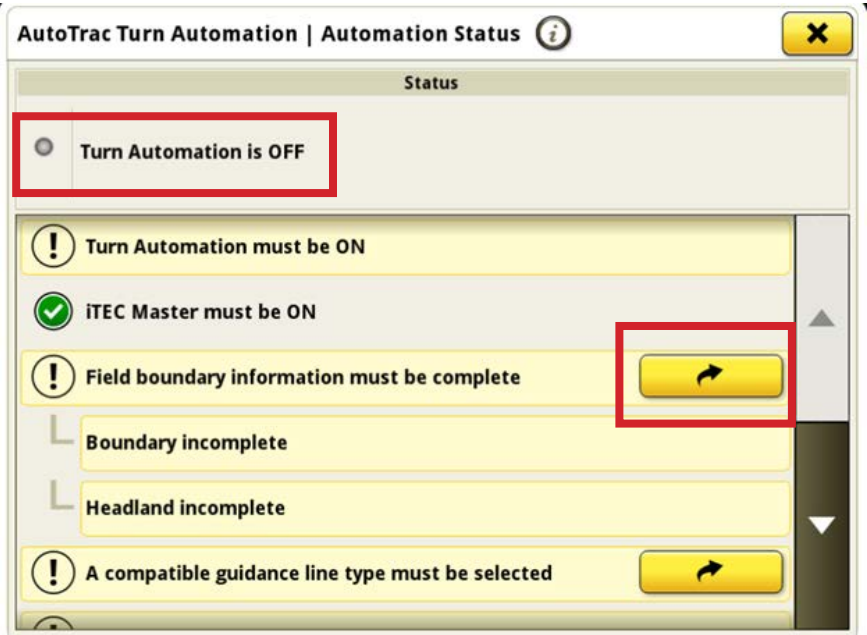 AutoTrac Turn Automation | Automation Status
Status
Turn Automation is OFF
Turn Automation must be ON
iTEC Master must be ON
Field boundary information must be complete
Boundary incomplete
Headland incomplete
A compatible guidance line type must be selected